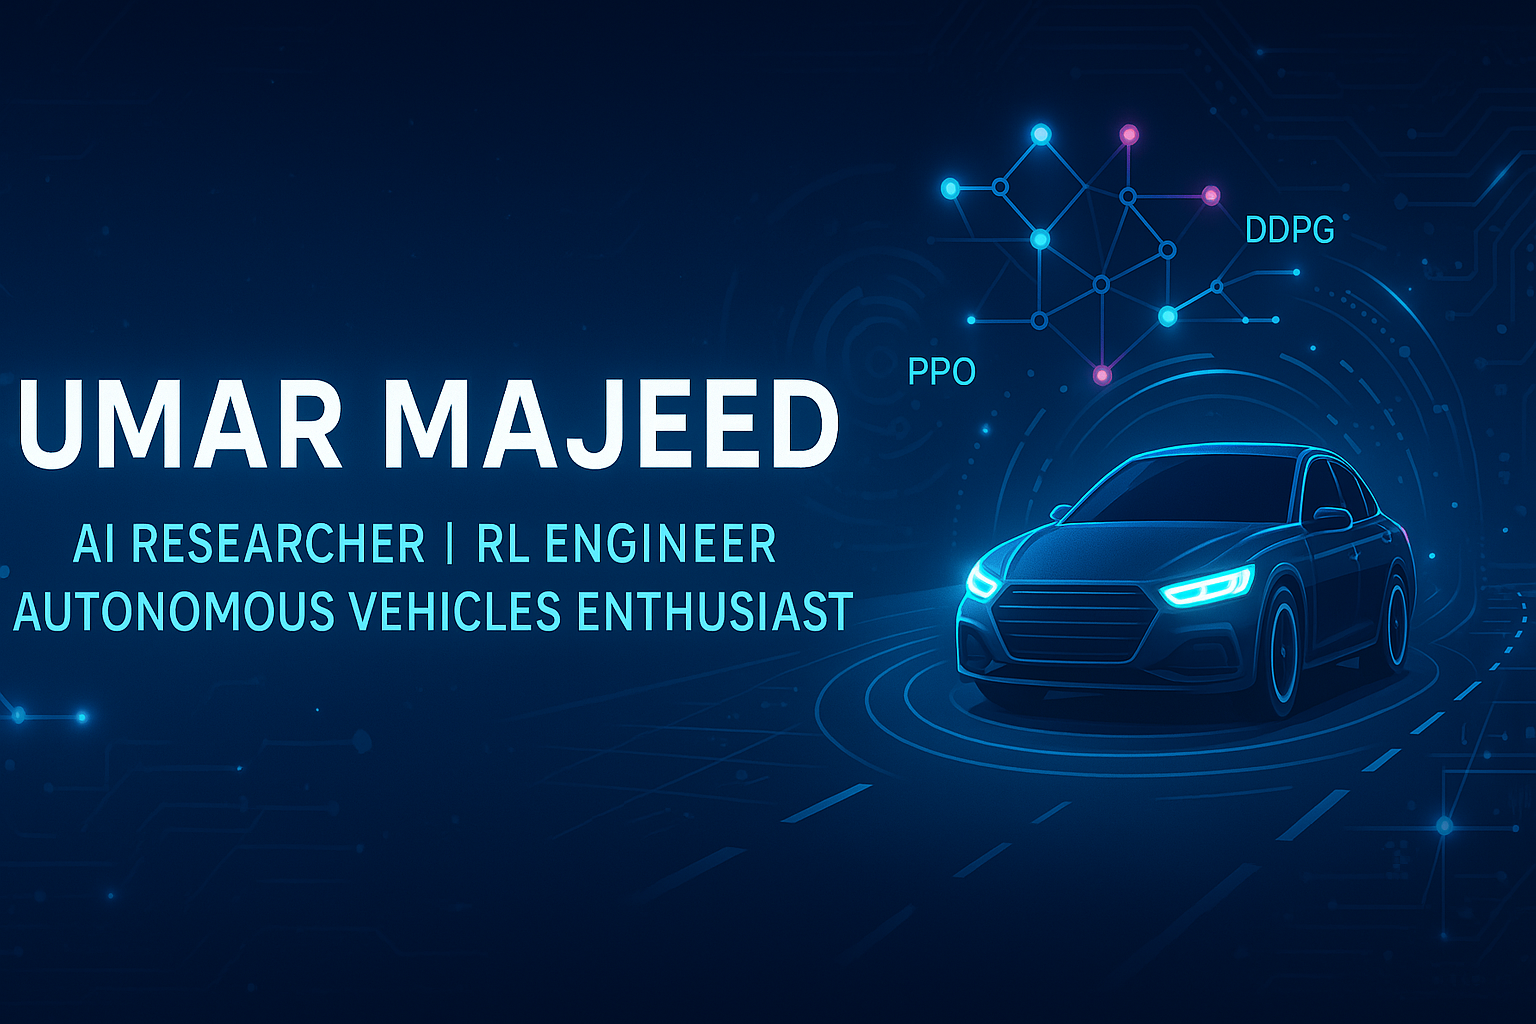 UMAR MAJEED
AI RESEARCHER | RL ENGINEER
AUTONOMOUS VEHICLES ENTHUSIAST
DDPG
PPO